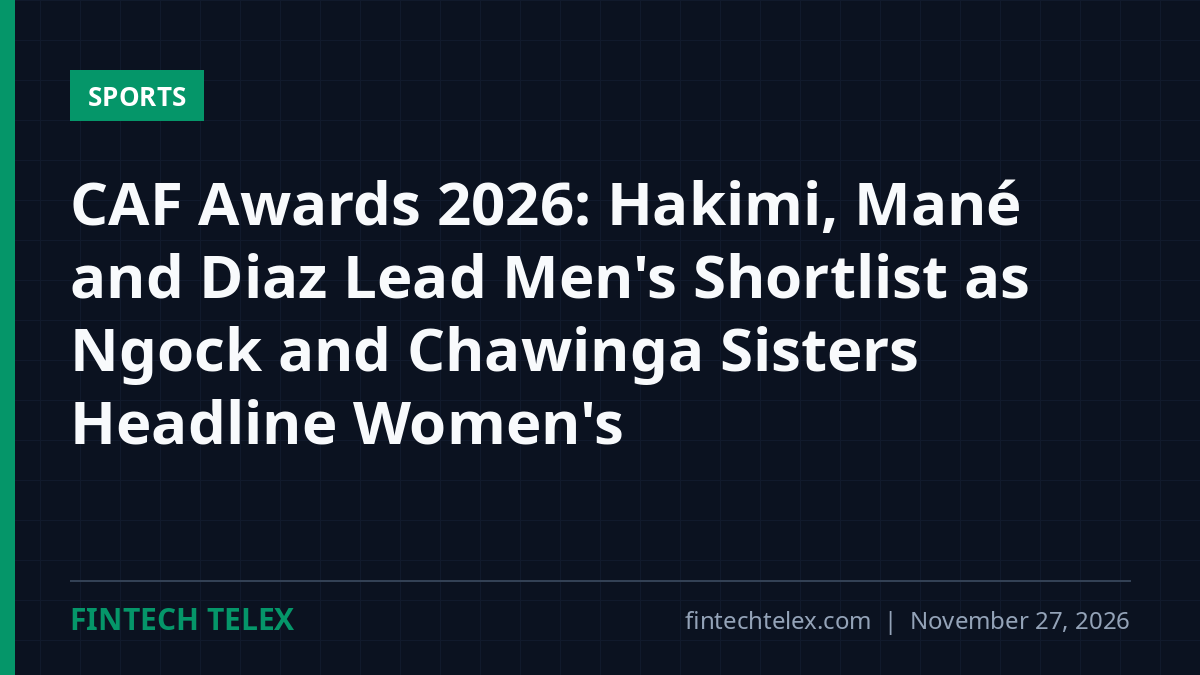 SPORTS
CAF Awards 2026: Hakimi, Mané
and Diaz Lead Men's Shortlist as
Ngock and Chawinga Sisters
Headline Women's
FINTECH TELEX
fintechtelex.com | November 27, 2026